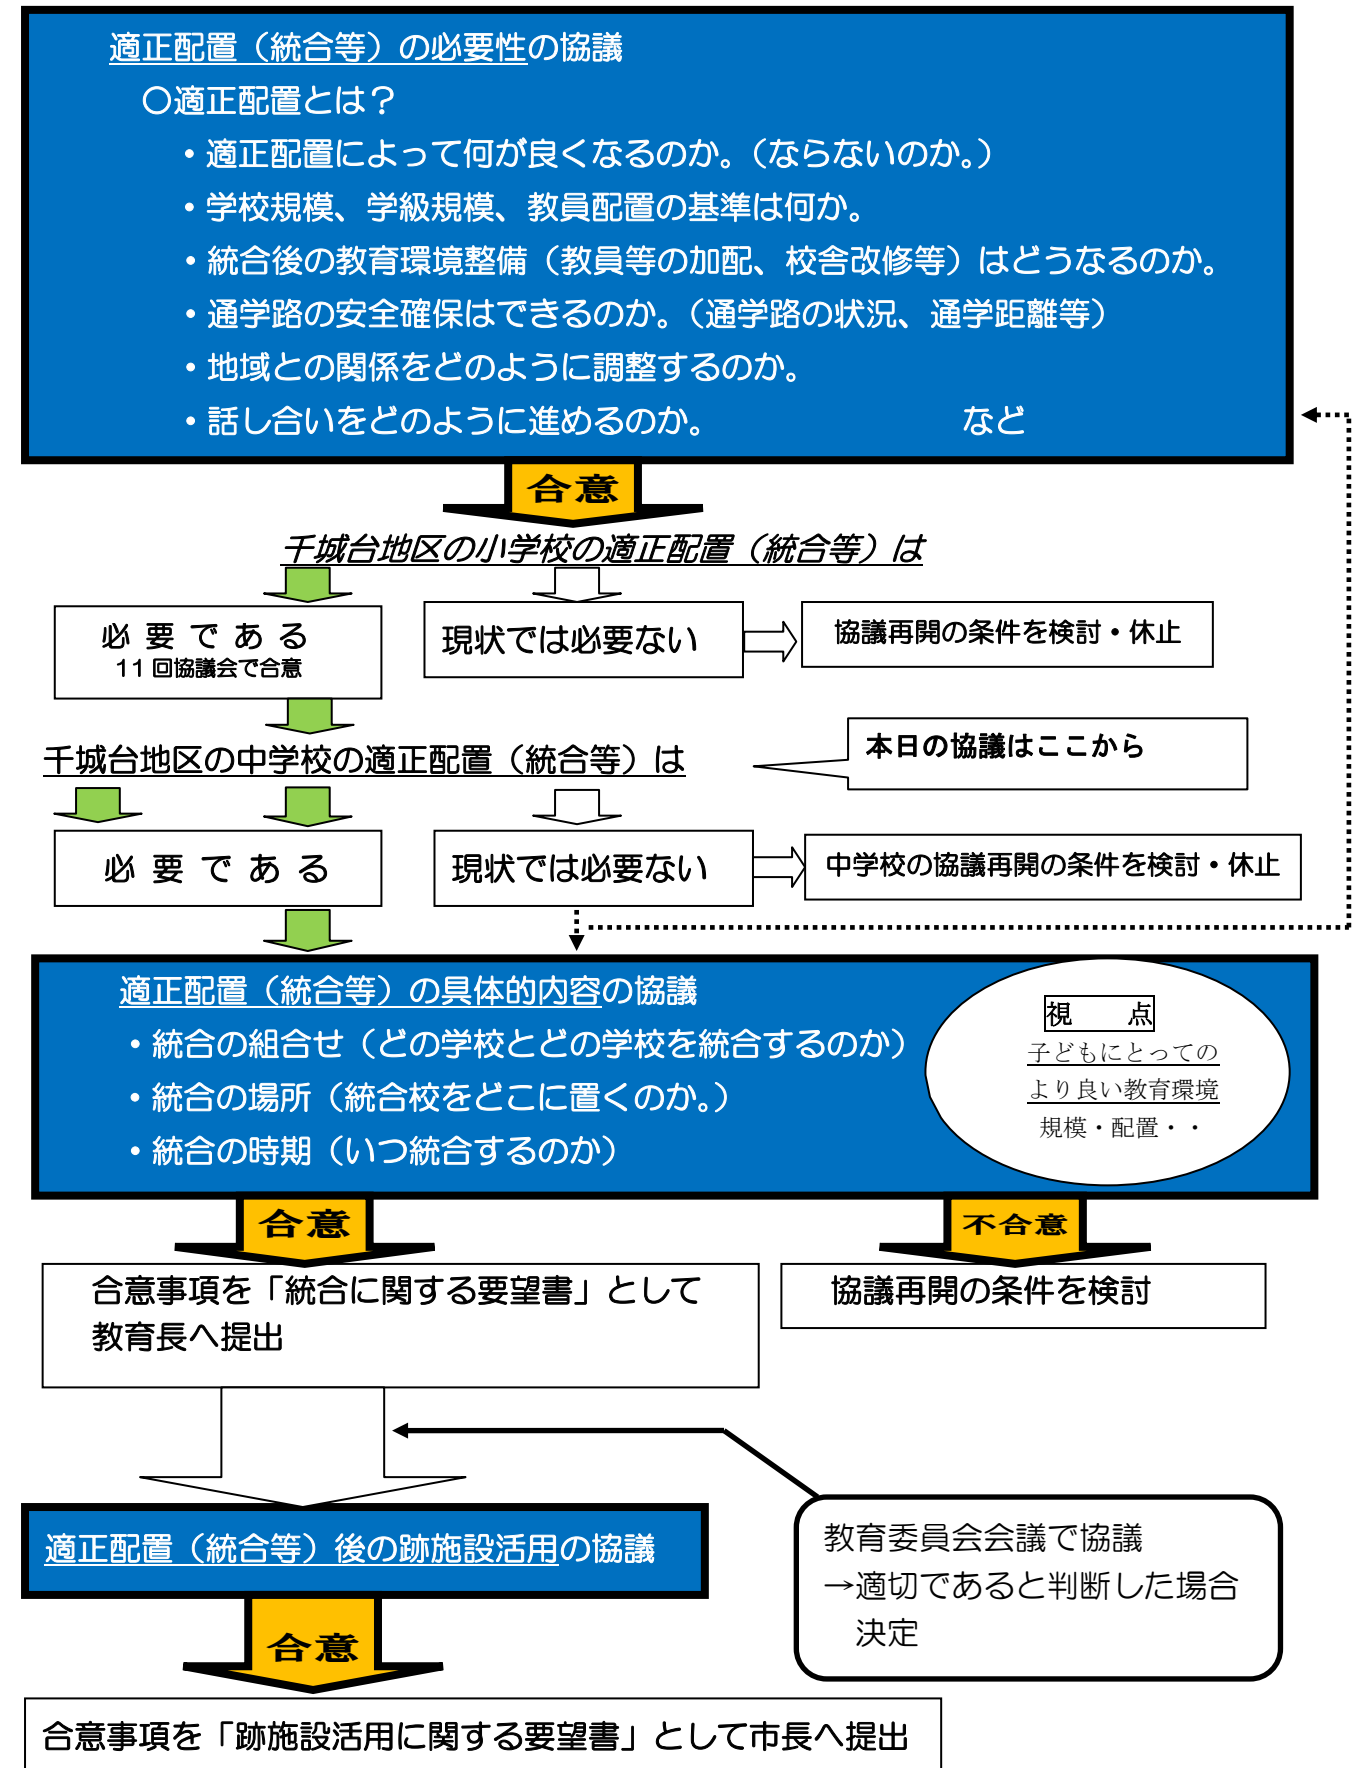 適正配置（統合等）の必要性の協議
〇適正配置とは？
・適正配置によって何が良くなるのか。（ならないのか。）
・学校規模、学級規模、教員配置の基準は何か。
・統合後の教育環境整備（教員等の加配、校舎改修等）はどうなるのか。
・通学路の安全確保はできるのか。（通学路の状況、通学距離等）
・地域との関係をどのように調整するのか。
・話し合いをどのように進めるのか。　　　　　　　　など
合意
千城台地区の小学校の適正配置（統合等）は
必 要 で あ る
11回協議会で合意
現状では必要ない
協議再開の条件を検討・休止
千城台地区の中学校の適正配置（統合等）は
本日の協議はここから
必 要 で あ る
現状では必要ない
中学校の協議再開の条件を検討・休止
適正配置（統合等）の具体的内容の協議
・統合の組合せ（どの学校とどの学校を統合するのか）
・統合の場所（統合校をどこに置くのか。）
・統合の時期（いつ統合するのか）
視　　点
子どもにとっての
より良い教育環境
規模・配置・・
合意
不合意
合意事項を「統合に関する要望書」として
教育長へ提出
協議再開の条件を検討
適正配置（統合等）後の跡施設活用の協議
教育委員会会議で協議
→適切であると判断した場合
決定
合意
合意事項を「跡施設活用に関する要望書」として市長へ提出